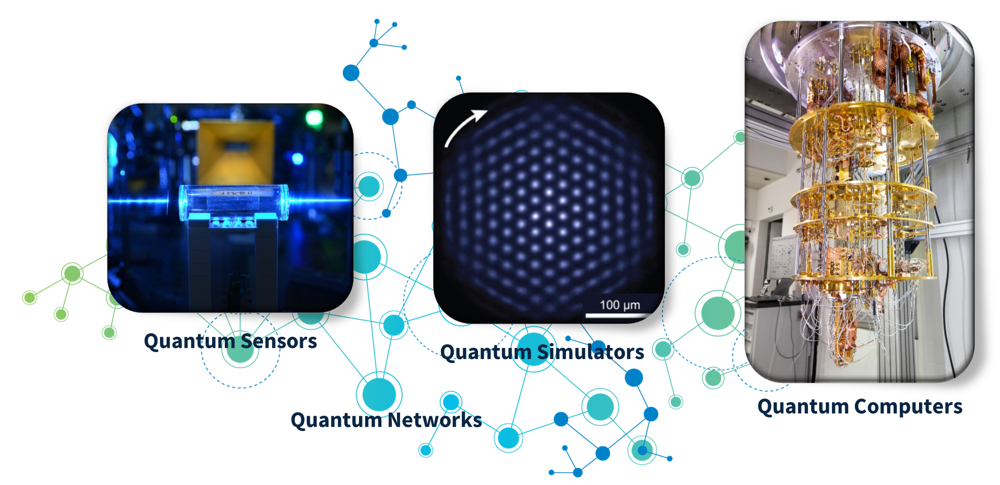 100 µm
Quantum Sensors
Quantum Simulators
Quantum Networks
Quantum Computers